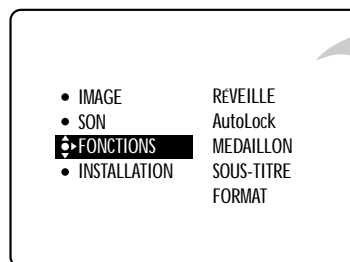 • IMAGE
• SON
FONCTIONS
• INSTALLATION
RÉVEILLE
AutoLock
MEDAILLON
SOUS-TITRE
FORMAT